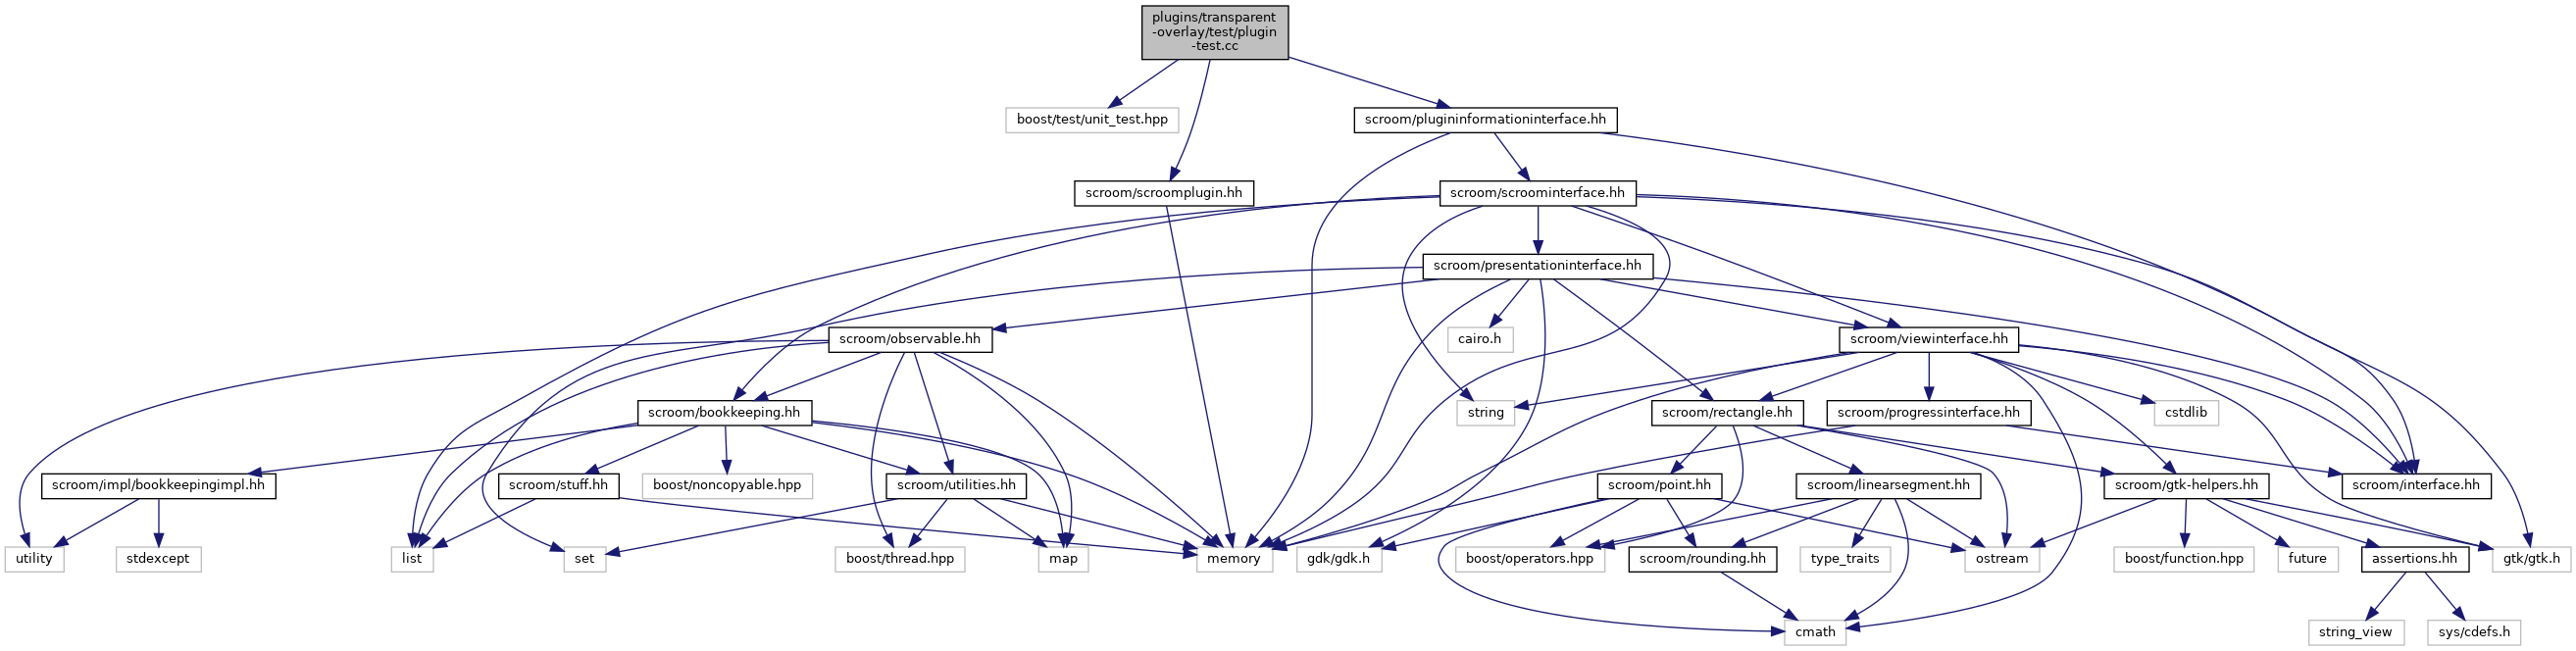 plugins/transparent
-overlay/test/plugin
-test.cc
boost/test/unit_test.hpp
scroom/plugininformationinterface.hh
scroom/scroomplugin.hh
scroom/scroominterface.hh
scroom/presentationinterface.hh
scroom/observable.hh
cairo.h
scroom/viewinterface.hh
scroom/bookkeeping.hh
string
scroom/rectangle.hh
scroom/progressinterface.hh
cstdlib
scroom/impl/bookkeepingimpl.hh
scroom/stuff.hh
boost/noncopyable.hpp
scroom/utilities.hh
scroom/point.hh
scroom/linearsegment.hh
scroom/gtk-helpers.hh
scroom/interface.hh
utility
stdexcept
list
set
boost/thread.hpp
map
memory
gdk/gdk.h
boost/operators.hpp
scroom/rounding.hh
type_traits
ostream
boost/function.hpp
future
assertions.hh
gtk/gtk.h
cmath
string_view
sys/cdefs.h